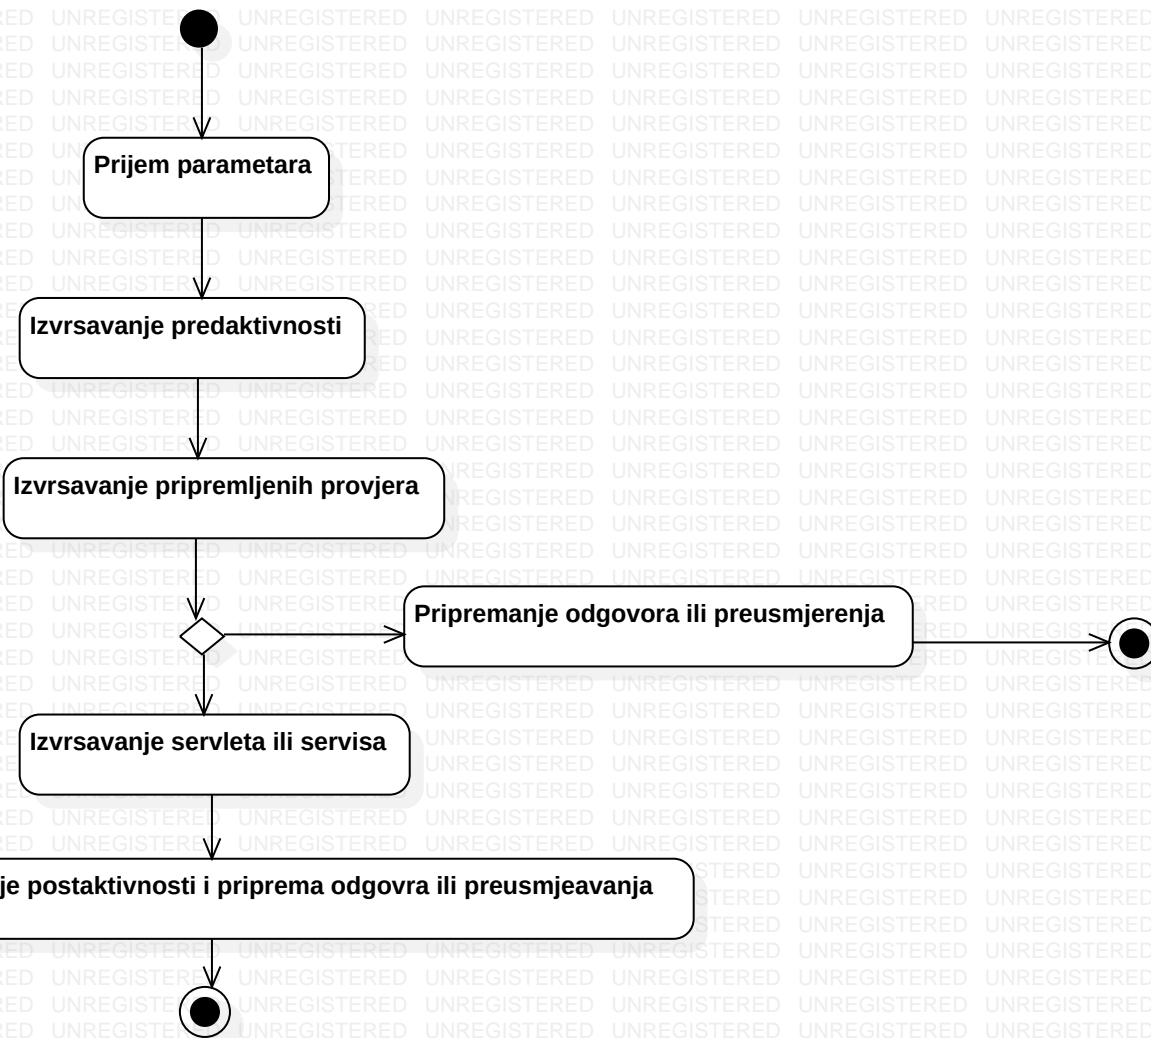 Prijem parametara
Izvrsavanje predaktivnosti
Izvrsavanje pripremljenih provjera
Pripremanje odgovora ili preusmjerenja
Izvrsavanje servleta ili servisa
je postaktivnosti i priprema odgovra ili preusmjeavanja
UNREGISTERED